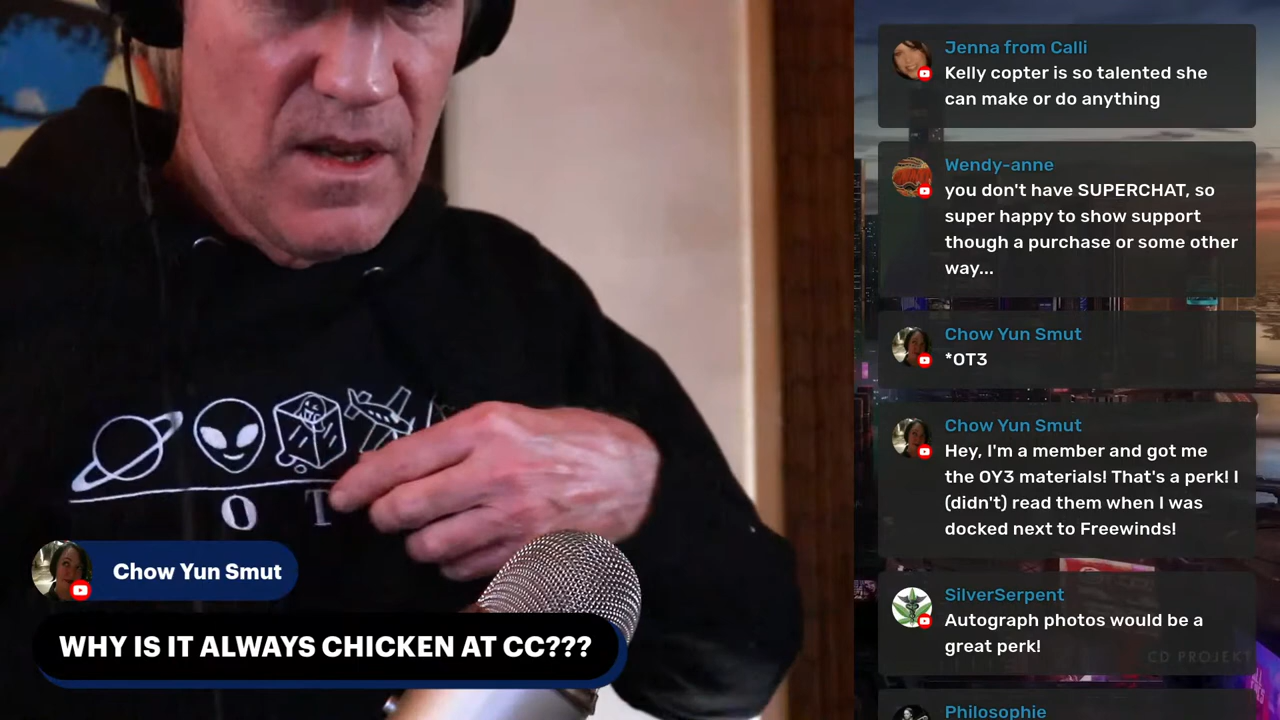 O T
Chow Yun Smut
WHY IS IT ALWAYS CHICKEN AT CC???
Jenna from Calli
Kelly copter is so talented she
can make or do anything
Wendy-anne
you don't have SUPERCHAT, so
super happy to show support
though a purchase or some other
way...
Chow Yun Smut
*OT3
Chow Yun Smut
Hey, I'm a member and got me
the OY3 materials! That's a perk! I
(didn't) read them when I was
docked next to Freewinds!
SilverSerpent
Autograph photos would be a
great perk!
CD PROJEKT
Philosophie